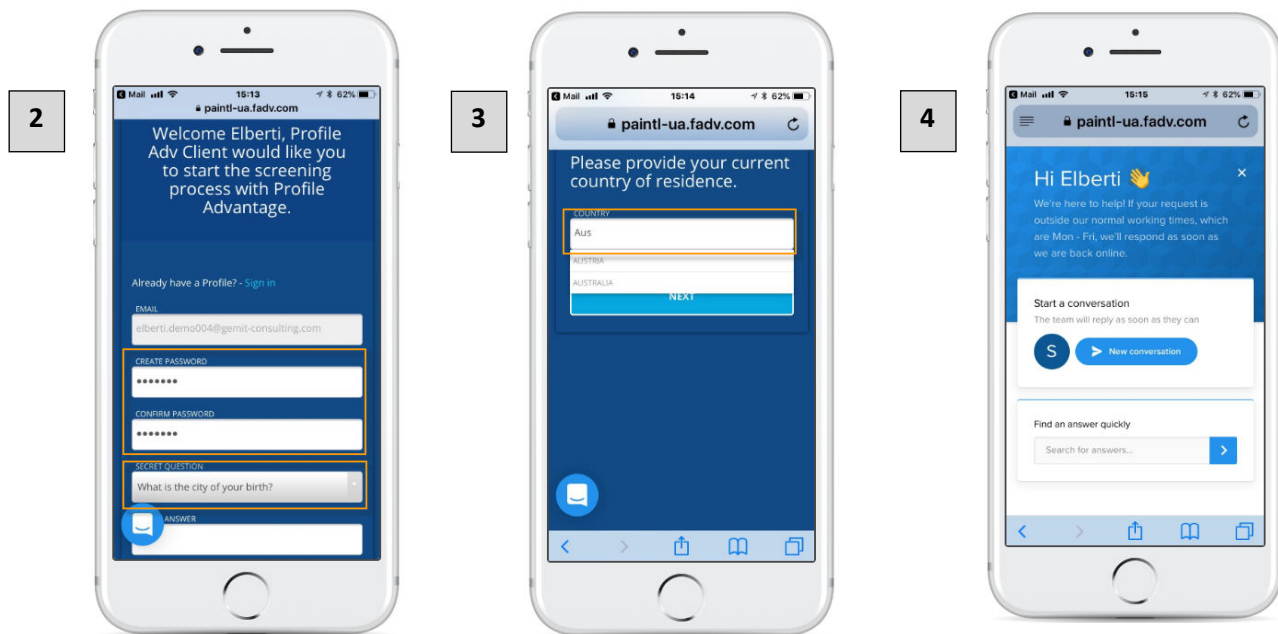 2
Mail 15:13 62%
paintl-ua.fadv.com
Welcome Elberti, Profile
Adv Client would like you
to start the screening
process with Profile
Advantage.
Already have a Profile? - Sign in
EMAIL
elberti.demo004@gemit-consulting.com
CREATE PASSWORD
•••••••
CONFIRM PASSWORD
•••••••
SECRET QUESTION
What is the city of your birth?
ANSWER
3
Mail 15:14 62%
paintl-ua.fadv.com
Please provide your current
country of residence.
COUNTRY
Aus
AUSTRIA
AUSTRALIA
NEXT
4
Mail 15:15 62%
paintl-ua.fadv.com
Hi Elberti 👋
We're here to help! If your request is
outside our normal working times, which
are Mon - Fri, we'll respond as soon as
we are back online.
Start a conversation
The team will reply as soon as they can
S New conversation
Find an answer quickly
Search for answers...